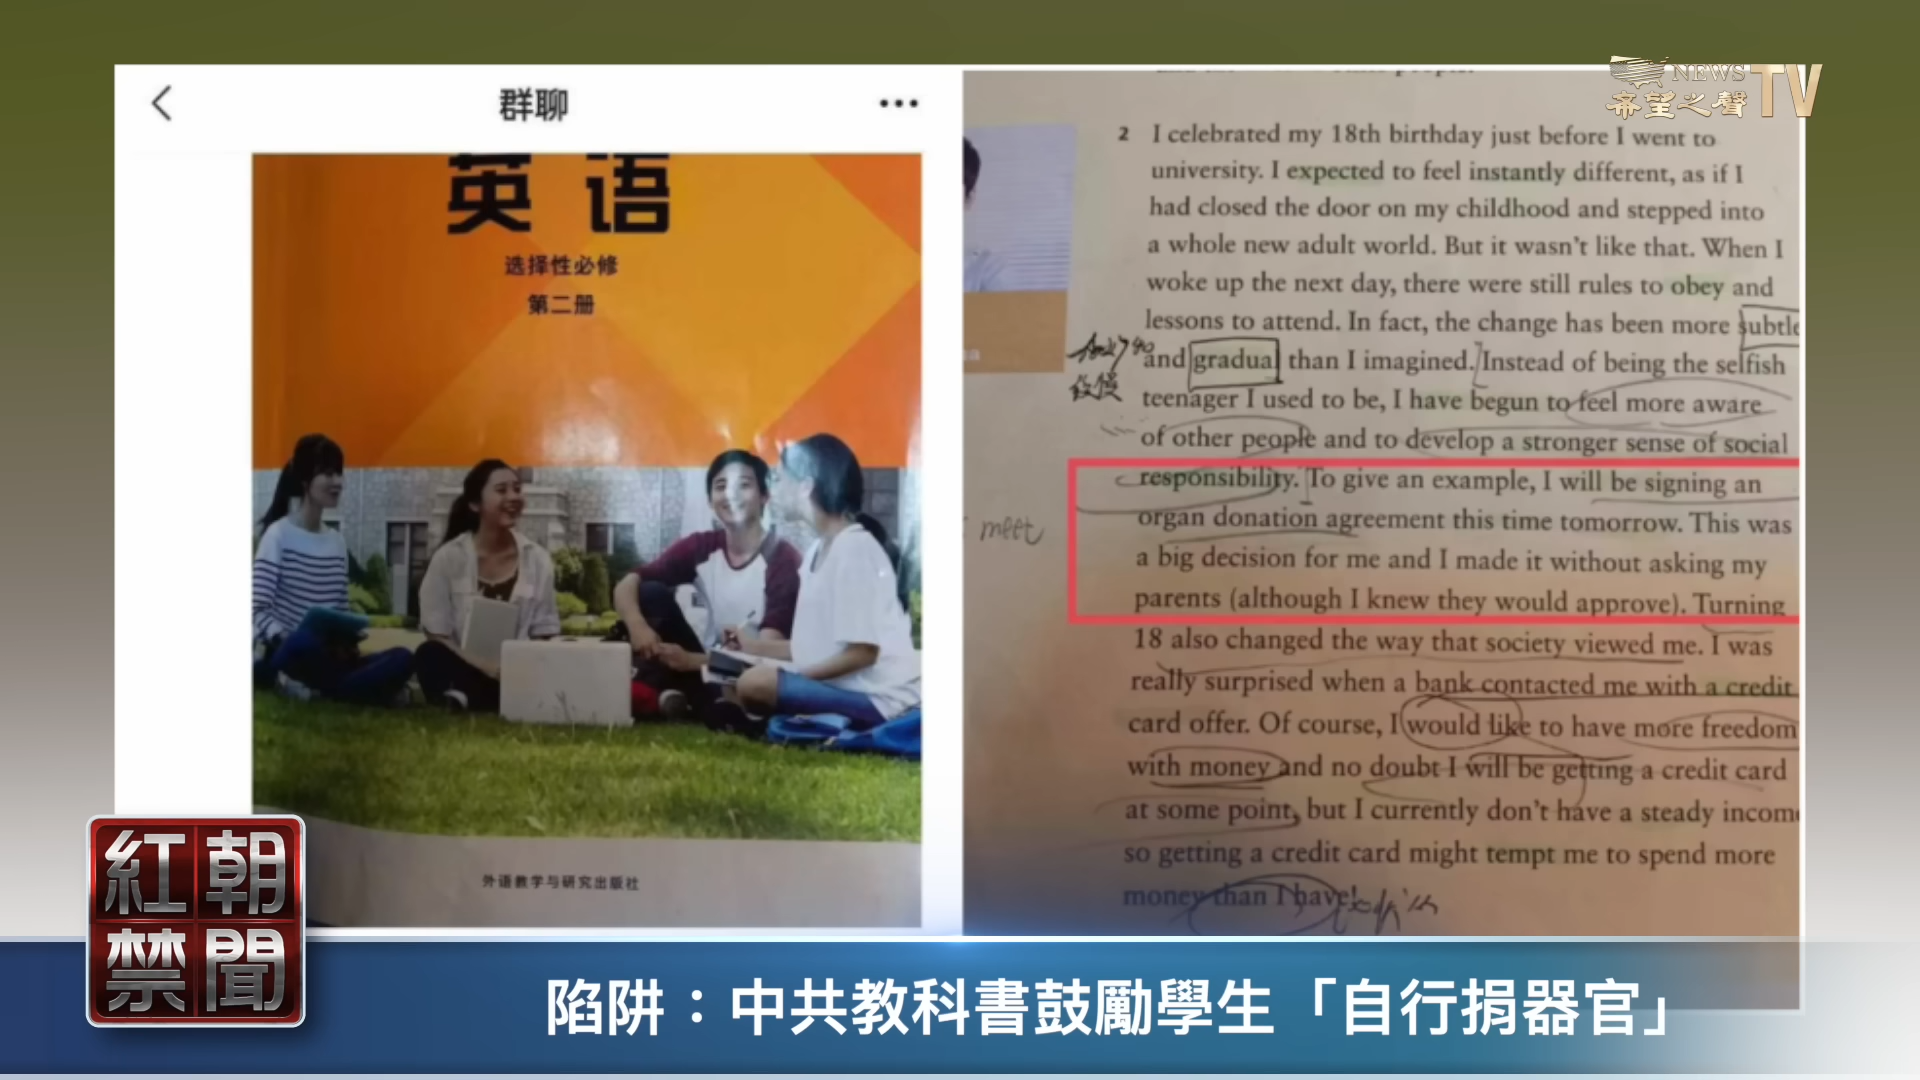 NEWS
希望之聲
TV
群聊
英语
选择性必修
第二册
外语教学与研究出版社
2 I celebrated my 18th birthday just before I went to
university. I expected to feel instantly different, as if I
had closed the door on my childhood and stepped into
a whole new adult world. But it wasn't like that. When I
woke up the next day, there were still rules to obey and
lessons to attend. In fact, the change has been more subtle
and gradual than I imagined. Instead of being the selfish
teenager I used to be, I have begun to feel more aware
of other people and to develop a stronger sense of social
responsibility. To give an example, I will be signing an
organ donation agreement this time tomorrow. This was
a big decision for me and I made it without asking my
parents (although I knew they would approve). Turning
18 also changed the way that society viewed me. I was
really surprised when a bank contacted me with a credit
card offer. Of course, I would like to have more freedom
with money and no doubt I will be getting a credit card
at some point, but I currently don't have a steady income
so getting a credit card might tempt me to spend more
money than I have!
meet
紅朝
禁聞
陷阱：中共教科書鼓勵學生「自行捐器官」